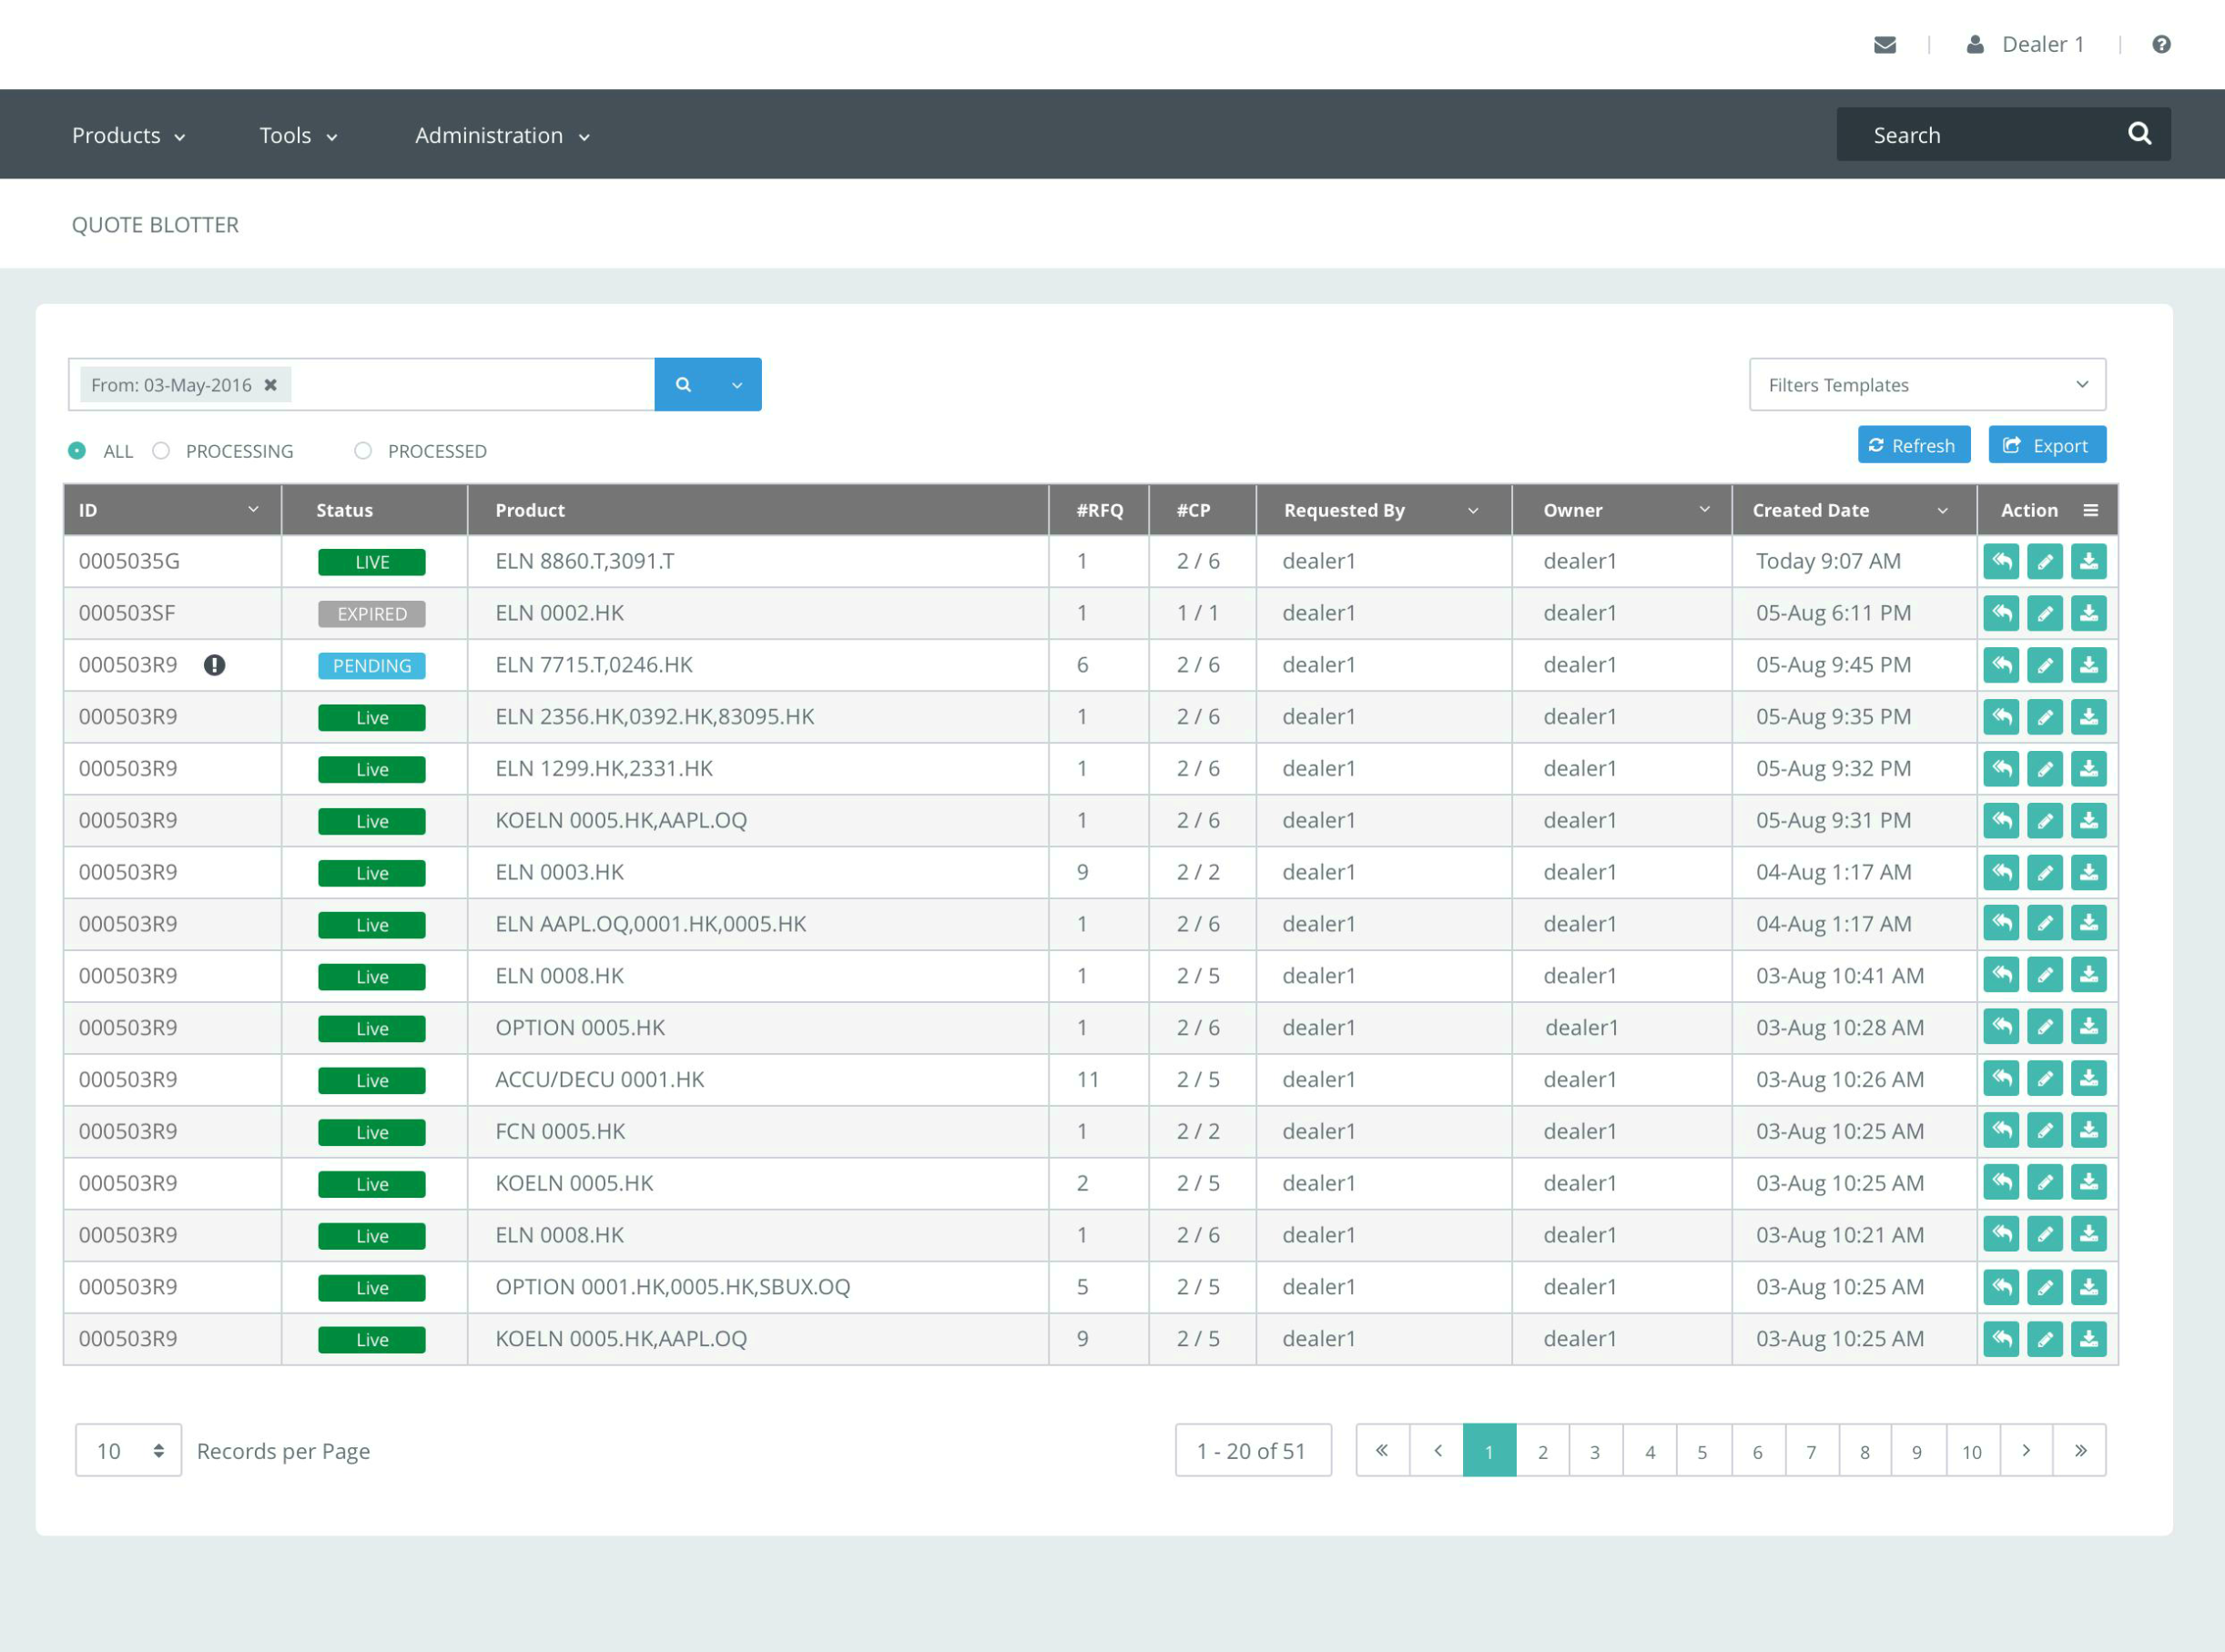 Dealer 1
Products Tools Administration Search
QUOTE BLOTTER
From: 03-May-2016 Filters Templates
ALL PROCESSING PROCESSED Refresh Export
ID Status Product #RFQ #CP Requested By Owner Created Date Action
0005035G LIVE ELN 8860.T,3091.T 1 2 / 6 dealer1 dealer1 Today 9:07 AM
000503SF EXPIRED ELN 0002.HK 1 1 / 1 dealer1 dealer1 05-Aug 6:11 PM
000503R9 PENDING ELN 7715.T,0246.HK 6 2 / 6 dealer1 dealer1 05-Aug 9:45 PM
000503R9 Live ELN 2356.HK,0392.HK,83095.HK 1 2 / 6 dealer1 dealer1 05-Aug 9:35 PM
000503R9 Live ELN 1299.HK,2331.HK 1 2 / 6 dealer1 dealer1 05-Aug 9:32 PM
000503R9 Live KOELN 0005.HK,AAPL.OQ 1 2 / 6 dealer1 dealer1 05-Aug 9:31 PM
000503R9 Live ELN 0003.HK 9 2 / 2 dealer1 dealer1 04-Aug 1:17 AM
000503R9 Live ELN AAPL.OQ,0001.HK,0005.HK 1 2 / 6 dealer1 dealer1 04-Aug 1:17 AM
000503R9 Live ELN 0008.HK 1 2 / 5 dealer1 dealer1 03-Aug 10:41 AM
000503R9 Live OPTION 0005.HK 1 2 / 6 dealer1 dealer1 03-Aug 10:28 AM
000503R9 Live ACCU/DECU 0001.HK 11 2 / 5 dealer1 dealer1 03-Aug 10:26 AM
000503R9 Live FCN 0005.HK 1 2 / 2 dealer1 dealer1 03-Aug 10:25 AM
000503R9 Live KOELN 0005.HK 2 2 / 5 dealer1 dealer1 03-Aug 10:25 AM
000503R9 Live ELN 0008.HK 1 2 / 6 dealer1 dealer1 03-Aug 10:21 AM
000503R9 Live OPTION 0001.HK,0005.HK,SBUX.OQ 5 2 / 5 dealer1 dealer1 03-Aug 10:25 AM
000503R9 Live KOELN 0005.HK,AAPL.OQ 9 2 / 5 dealer1 dealer1 03-Aug 10:25 AM
10 Records per Page 1 - 20 of 51 « ‹ 1 2 3 4 5 6 7 8 9 10 › »